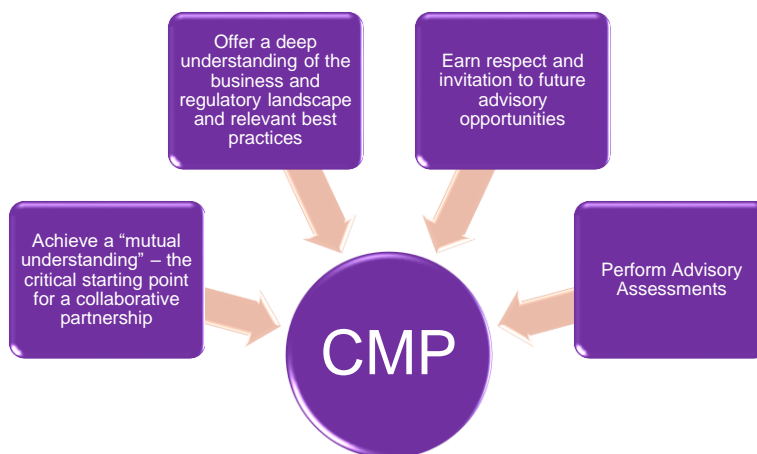 Offer a deep
understanding of the
business and
regulatory landscape
and relevant best
practices
Earn respect and
invitation to future
advisory
opportunities
Achieve a “mutual
understanding” – the
critical starting point
for a collaborative
partnership
Perform Advisory
Assessments
CMP